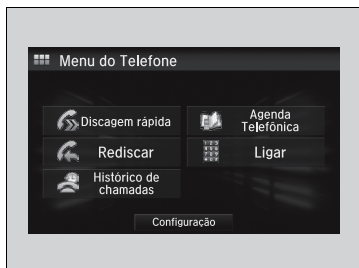 Menu do Telefone
Discagem rápida
Agenda
Telefônica
Rediscar
Ligar
Histórico de
chamadas
Configuração